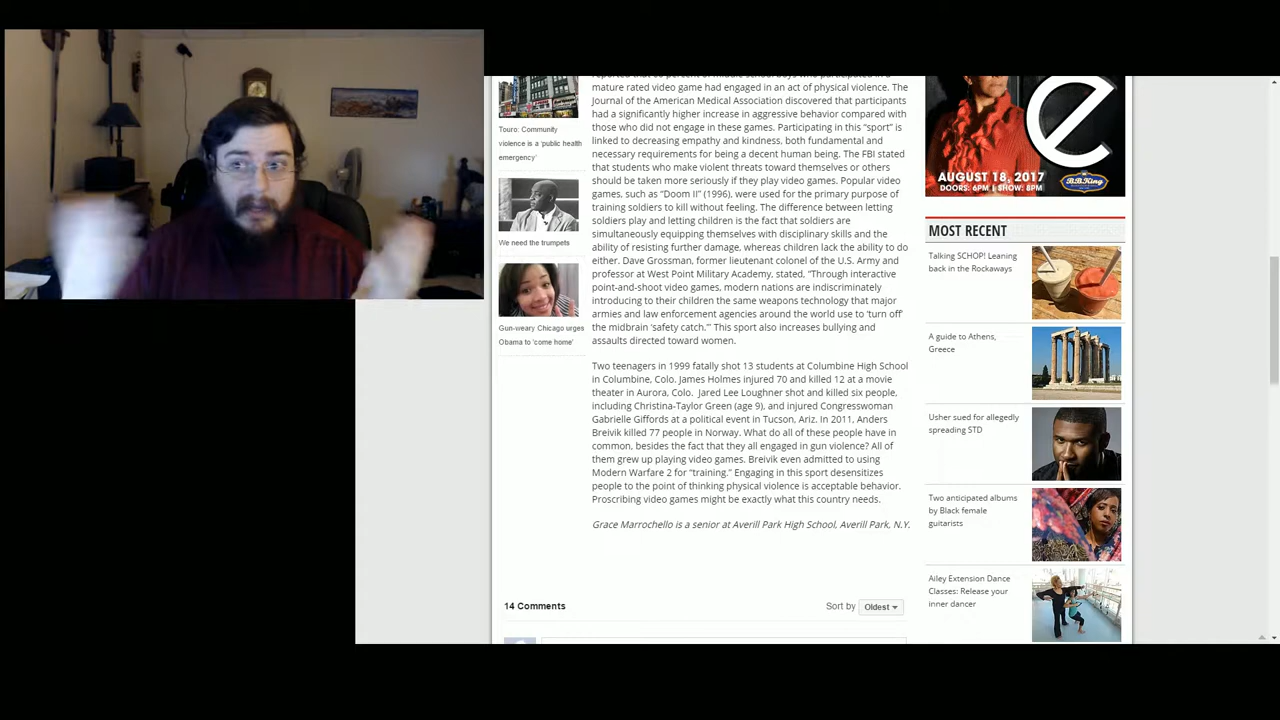 Touro: Community
violence is a 'public health
emergency'
We need the trumpets
Gun-weary Chicago urges
Obama to 'come home'
mature rated video game had engaged in an act of physical violence. The
Journal of the American Medical Association discovered that participants
had a significantly higher increase in aggressive behavior compared with
those who did not engage in these games. Participating in this “sport” is
linked to decreasing empathy and kindness, both fundamental and
necessary requirements for being a decent human being. The FBI stated
that students who make violent threats toward themselves or others
should be taken more seriously if they play video games. Popular video
games, such as “Doom II” (1996), were used for the primary purpose of
training soldiers to kill without feeling. The difference between letting
soldiers play and letting children is the fact that soldiers are
simultaneously equipping themselves with disciplinary skills and the
ability of resisting further damage, whereas children lack the ability to do
either. Dave Grossman, former lieutenant colonel of the U.S. Army and
professor at West Point Military Academy, stated, “Through interactive
point-and-shoot video games, modern nations are indiscriminately
introducing to their children the same weapons technology that major
armies and law enforcement agencies around the world use to ‘turn off’
the midbrain ‘safety catch.’” This sport also increases bullying and
assaults directed toward women.
Two teenagers in 1999 fatally shot 13 students at Columbine High School
in Columbine, Colo. James Holmes injured 70 and killed 12 at a movie
theater in Aurora, Colo. Jared Lee Loughner shot and killed six people,
including Christina-Taylor Green (age 9), and injured Congresswoman
Gabrielle Giffords at a political event in Tucson, Ariz. In 2011, Anders
Breivik killed 77 people in Norway. What do all of these people have in
common, besides the fact that they all engaged in gun violence? All of
them grew up playing video games. Breivik even admitted to using
Modern Warfare 2 for “training.” Engaging in this sport desensitizes
people to the point of thinking physical violence is acceptable behavior.
Proscribing video games might be exactly what this country needs.
Grace Marrochello is a senior at Averill Park High School, Averill Park, N.Y.
14 Comments
Sort by Oldest
e
AUGUST 18, 2017
DOORS: 6PM | SHOW: 8PM
B.B.King
MOST RECENT
Talking SCHOP! Leaning
back in the Rockaways
A guide to Athens,
Greece
Usher sued for allegedly
spreading STD
Two anticipated albums
by Black female
guitarists
Ailey Extension Dance
Classes: Release your
inner dancer